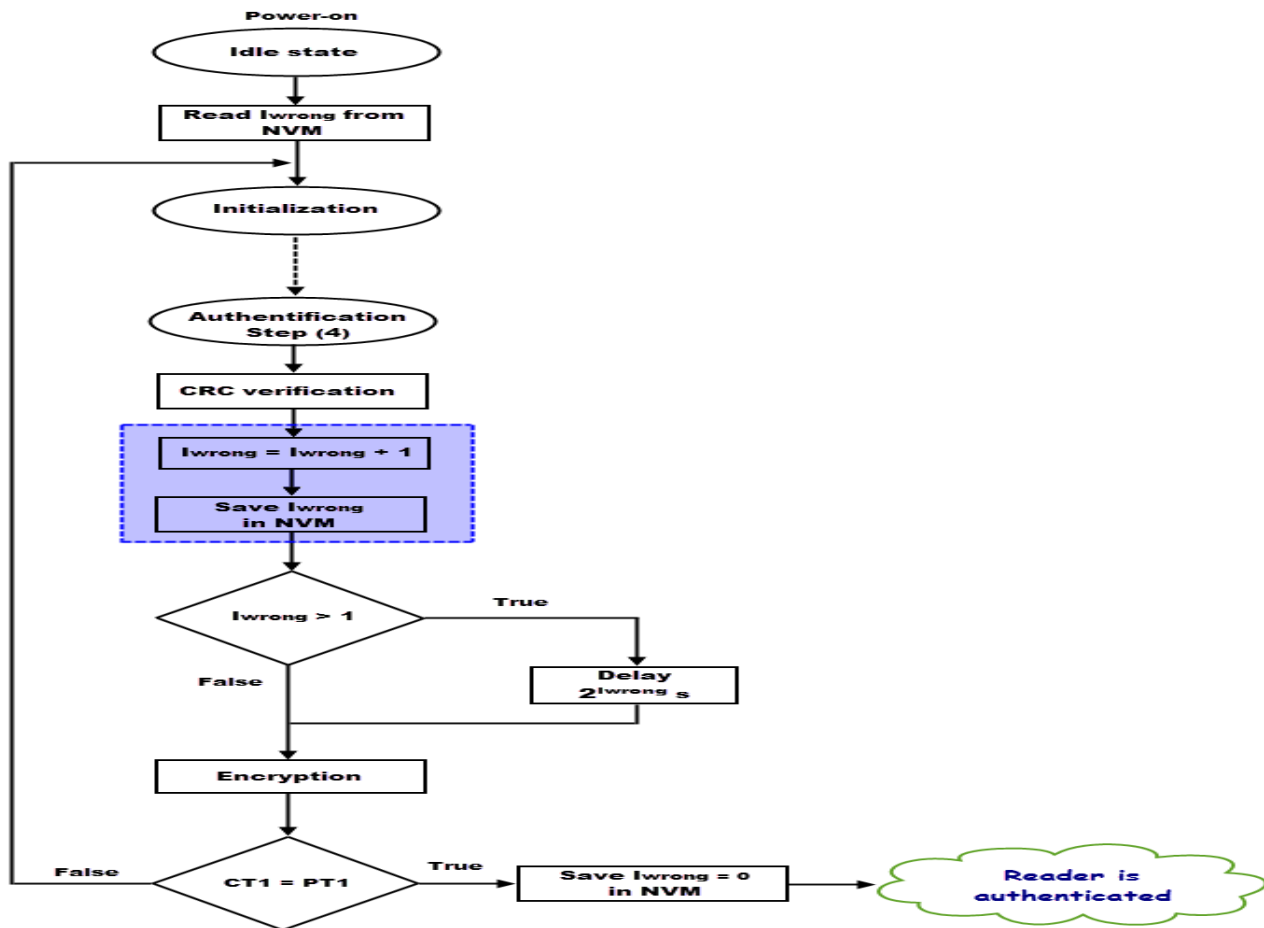 Power-on
Idle state
Read Iwrong from
NVM
Initialization
Authentification
Step (4)
CRC verification
Iwrong = Iwrong + 1
Save Iwrong
in NVM
Iwrong > 1
True
False
Delay
2^Iwrong s
Encryption
False
CT1 = PT1
True
Save Iwrong = 0
in NVM
Reader is
authenticated